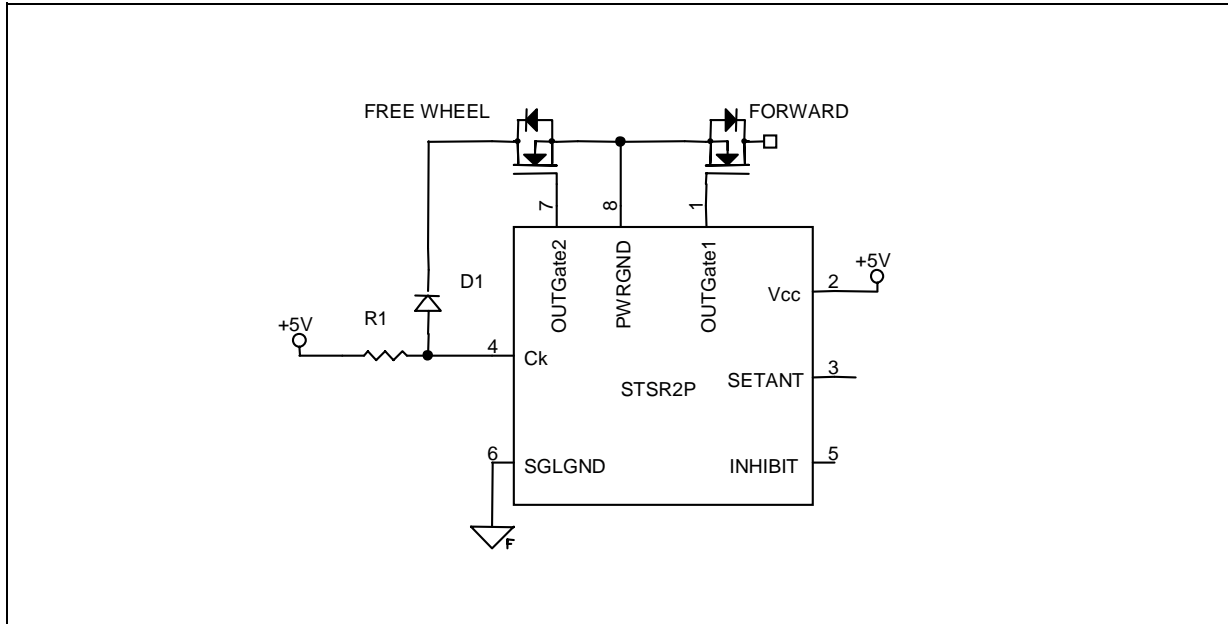 FREE WHEEL
FORWARD
7
8
1
OUTGate2
PWRGND
OUTGate1
+5V
2
Vcc
D1
R1
+5V
4
Ck
SETANT
3
STSR2P
6
SGLGND
INHIBIT
5
F